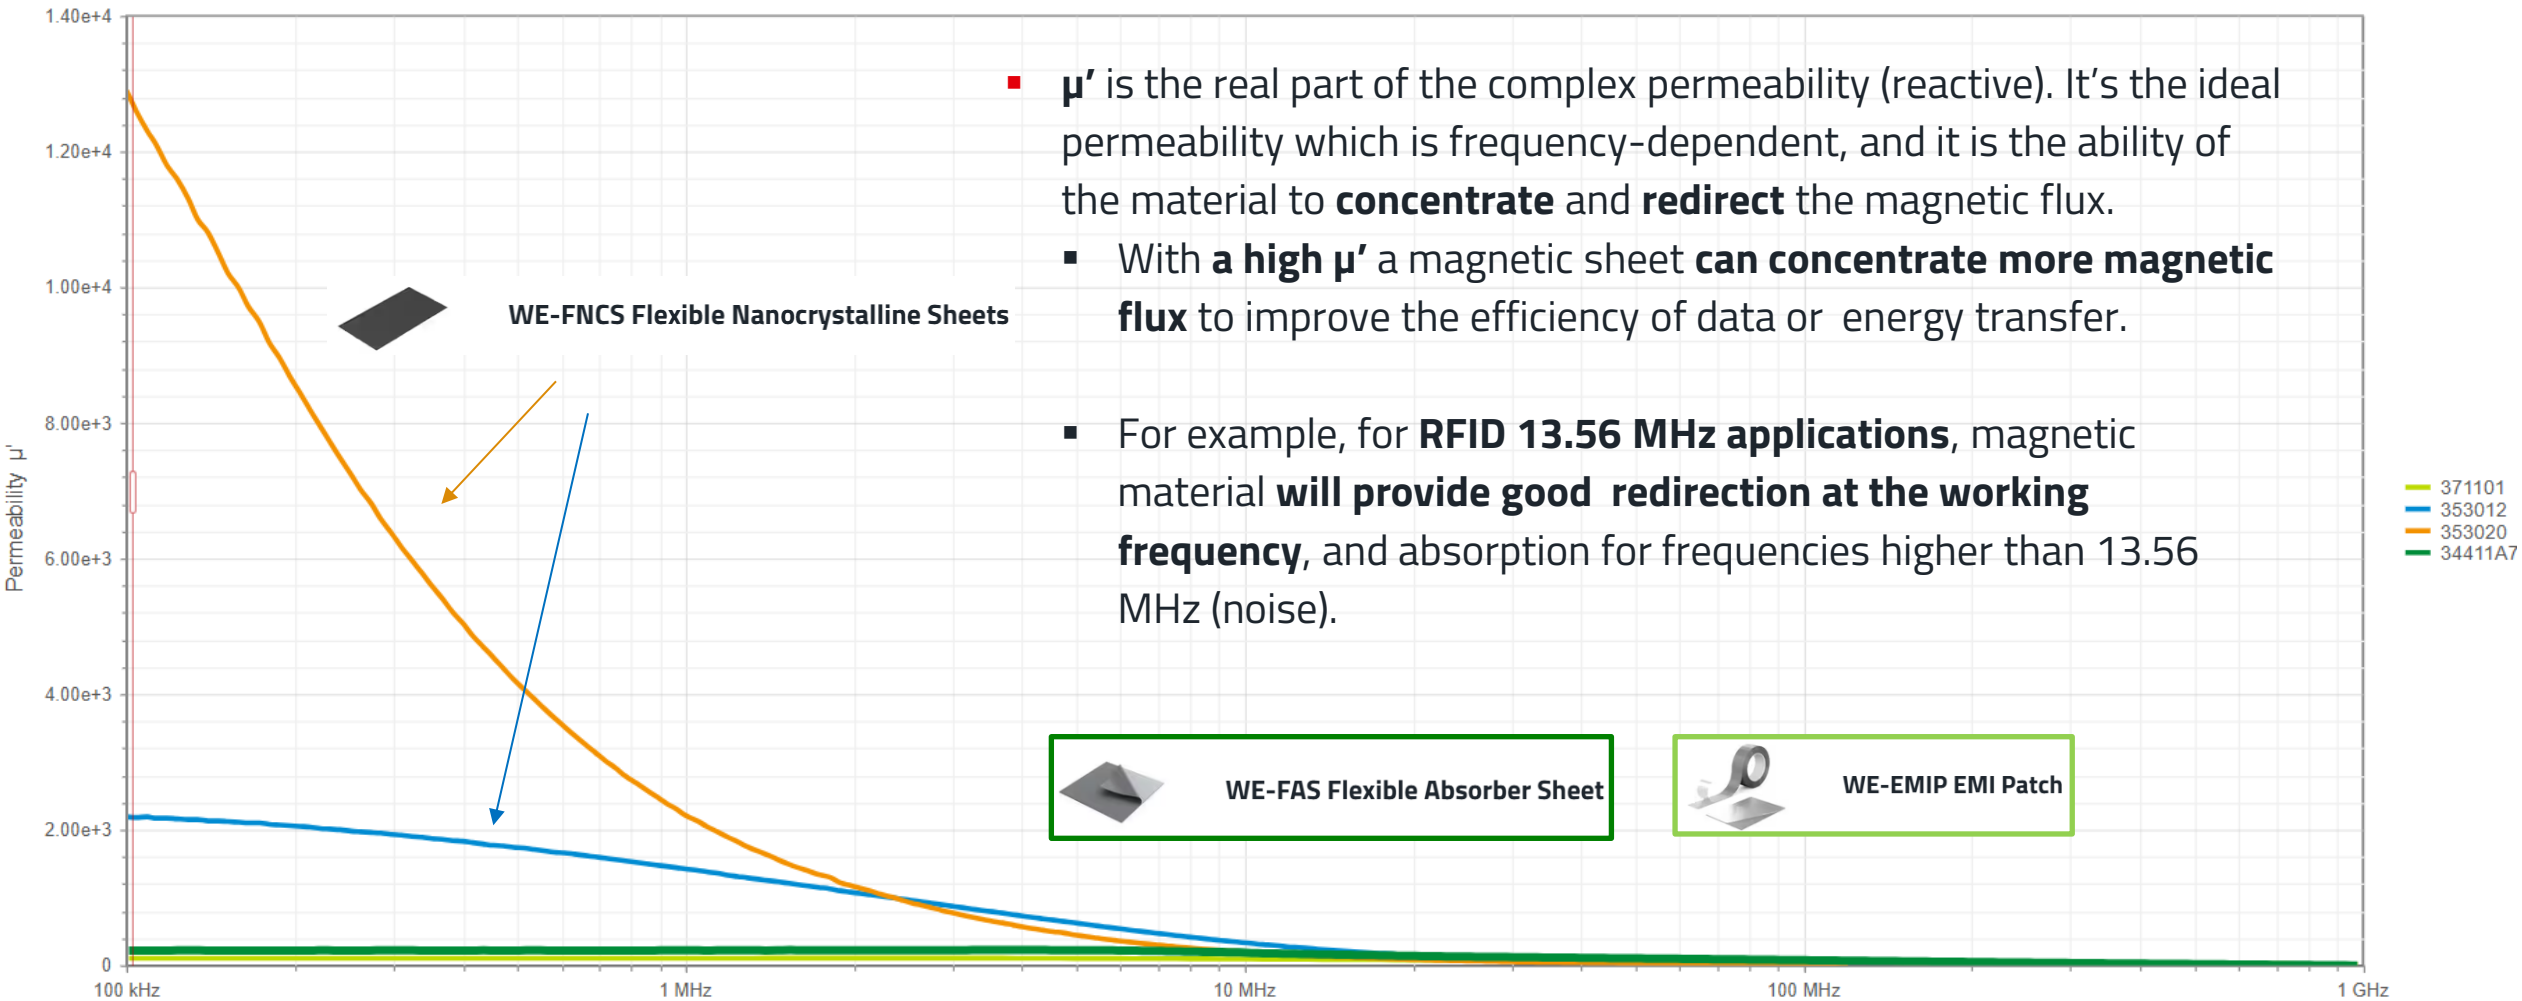 1.40e+4
1.20e+4
1.00e+4
8.00e+3
6.00e+3
4.00e+3
2.00e+3
0
Permeability µ'
100 kHz
1 MHz
10 MHz
100 MHz
1 GHz
WE-FNCS Flexible Nanocrystalline Sheets
▪ µ’ is the real part of the complex permeability (reactive). It’s the ideal
permeability which is frequency-dependent, and it is the ability of
the material to concentrate and redirect the magnetic flux.
▪ With a high µ’ a magnetic sheet can concentrate more magnetic
flux to improve the efficiency of data or energy transfer.
▪ For example, for RFID 13.56 MHz applications, magnetic
material will provide good redirection at the working
frequency, and absorption for frequencies higher than 13.56
MHz (noise).
WE-FAS Flexible Absorber Sheet
WE-EMIP EMI Patch
371101
353012
353020
34411A7